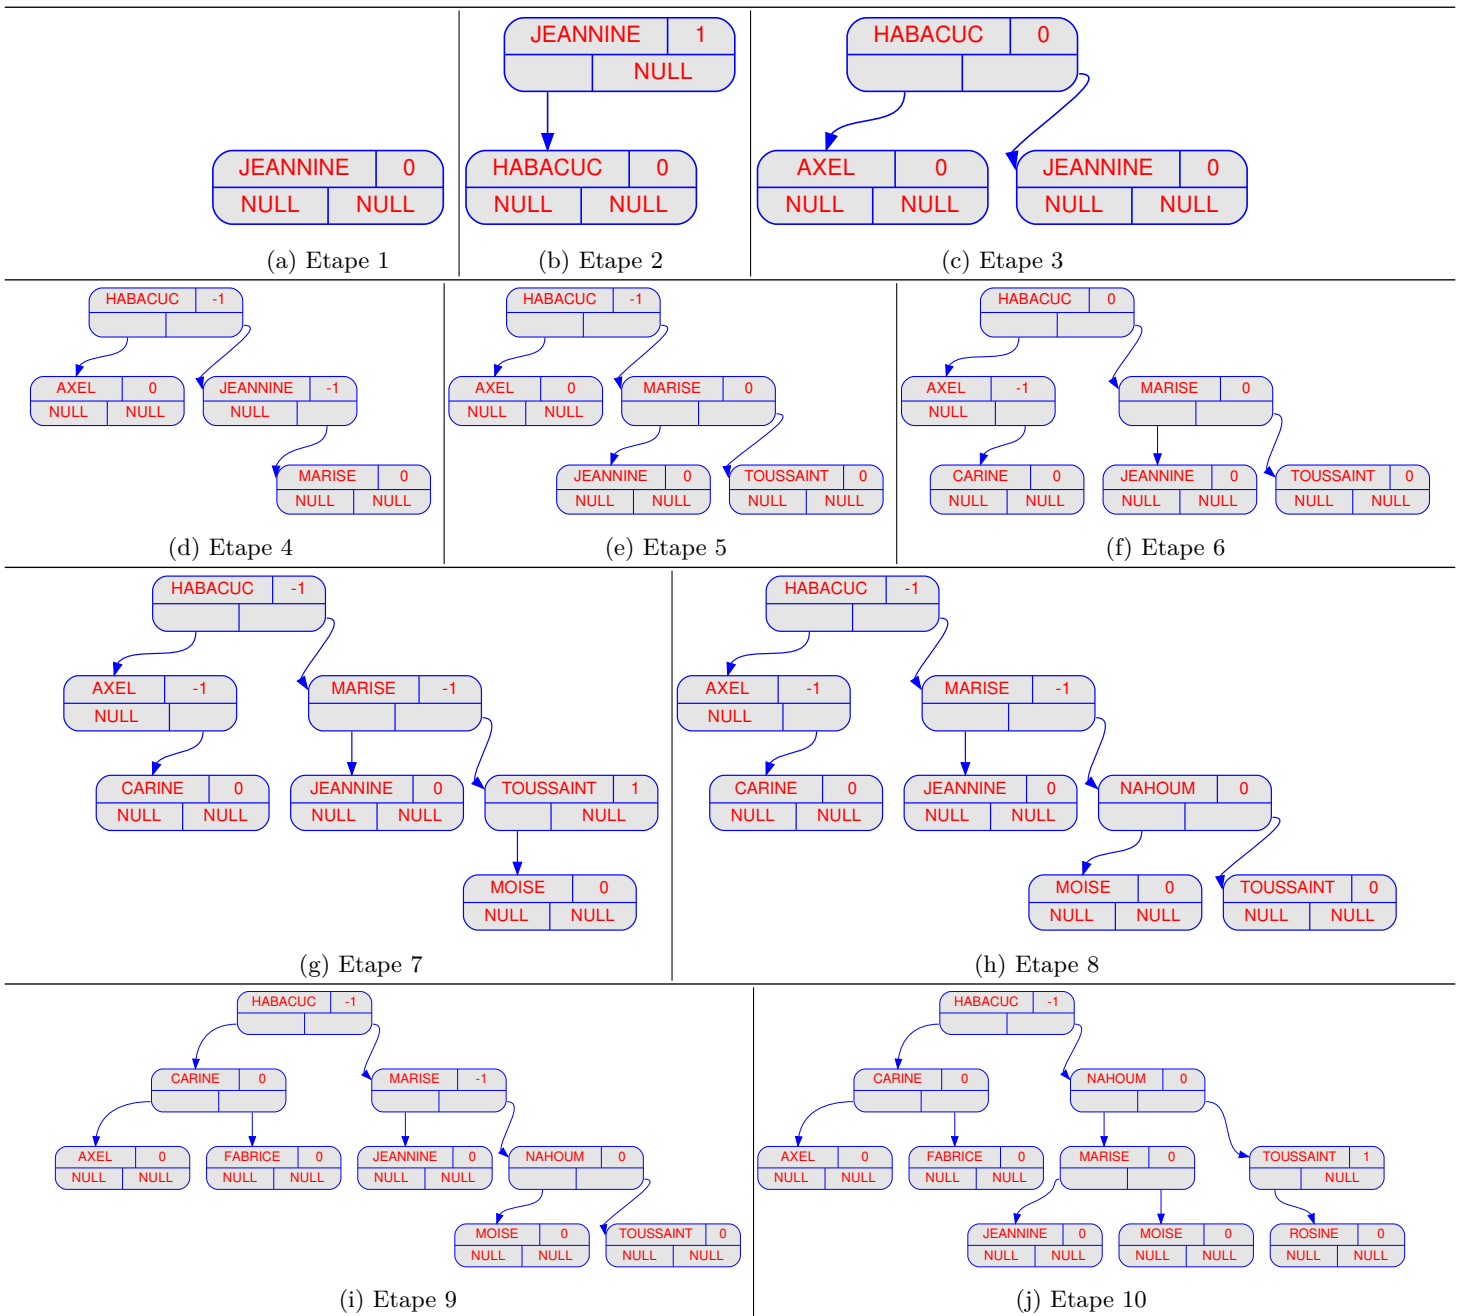 JEANNINE 0
NULL NULL
(a) Etape 1
JEANNINE 1
NULL
HABACUC 0
NULL NULL
(b) Etape 2
HABACUC 0
AXEL 0 JEANNINE 0
NULL NULL NULL NULL
(c) Etape 3
HABACUC -1
AXEL 0 JEANNINE -1
NULL NULL NULL
MARISE 0
NULL NULL
(d) Etape 4
HABACUC -1
AXEL 0 MARISE 0
NULL NULL
JEANNINE 0 TOUSSAINT 0
NULL NULL NULL NULL
(e) Etape 5
HABACUC 0
AXEL -1 MARISE 0
NULL
CARINE 0 JEANNINE 0 TOUSSAINT 0
NULL NULL NULL NULL NULL NULL
(f) Etape 6
HABACUC -1
AXEL -1 MARISE -1
NULL
CARINE 0 JEANNINE 0 TOUSSAINT 1
NULL NULL NULL NULL NULL
MOISE 0
NULL NULL
(g) Etape 7
HABACUC -1
AXEL -1 MARISE -1
NULL
CARINE 0 JEANNINE 0 NAHOUM 0
NULL NULL NULL NULL
MOISE 0 TOUSSAINT 0
NULL NULL NULL NULL
(h) Etape 8
HABACUC -1
CARINE 0 MARISE -1
AXEL 0 FABRICE 0 JEANNINE 0 NAHOUM 0
NULL NULL NULL NULL NULL NULL
MOISE 0 TOUSSAINT 0
NULL NULL NULL NULL
(i) Etape 9
HABACUC -1
CARINE 0 NAHOUM 0
AXEL 0 FABRICE 0 MARISE 0 TOUSSAINT 1
NULL NULL NULL NULL NULL
JEANNINE 0 MOISE 0 ROSINE 0
NULL NULL NULL NULL NULL NULL
(j) Etape 10